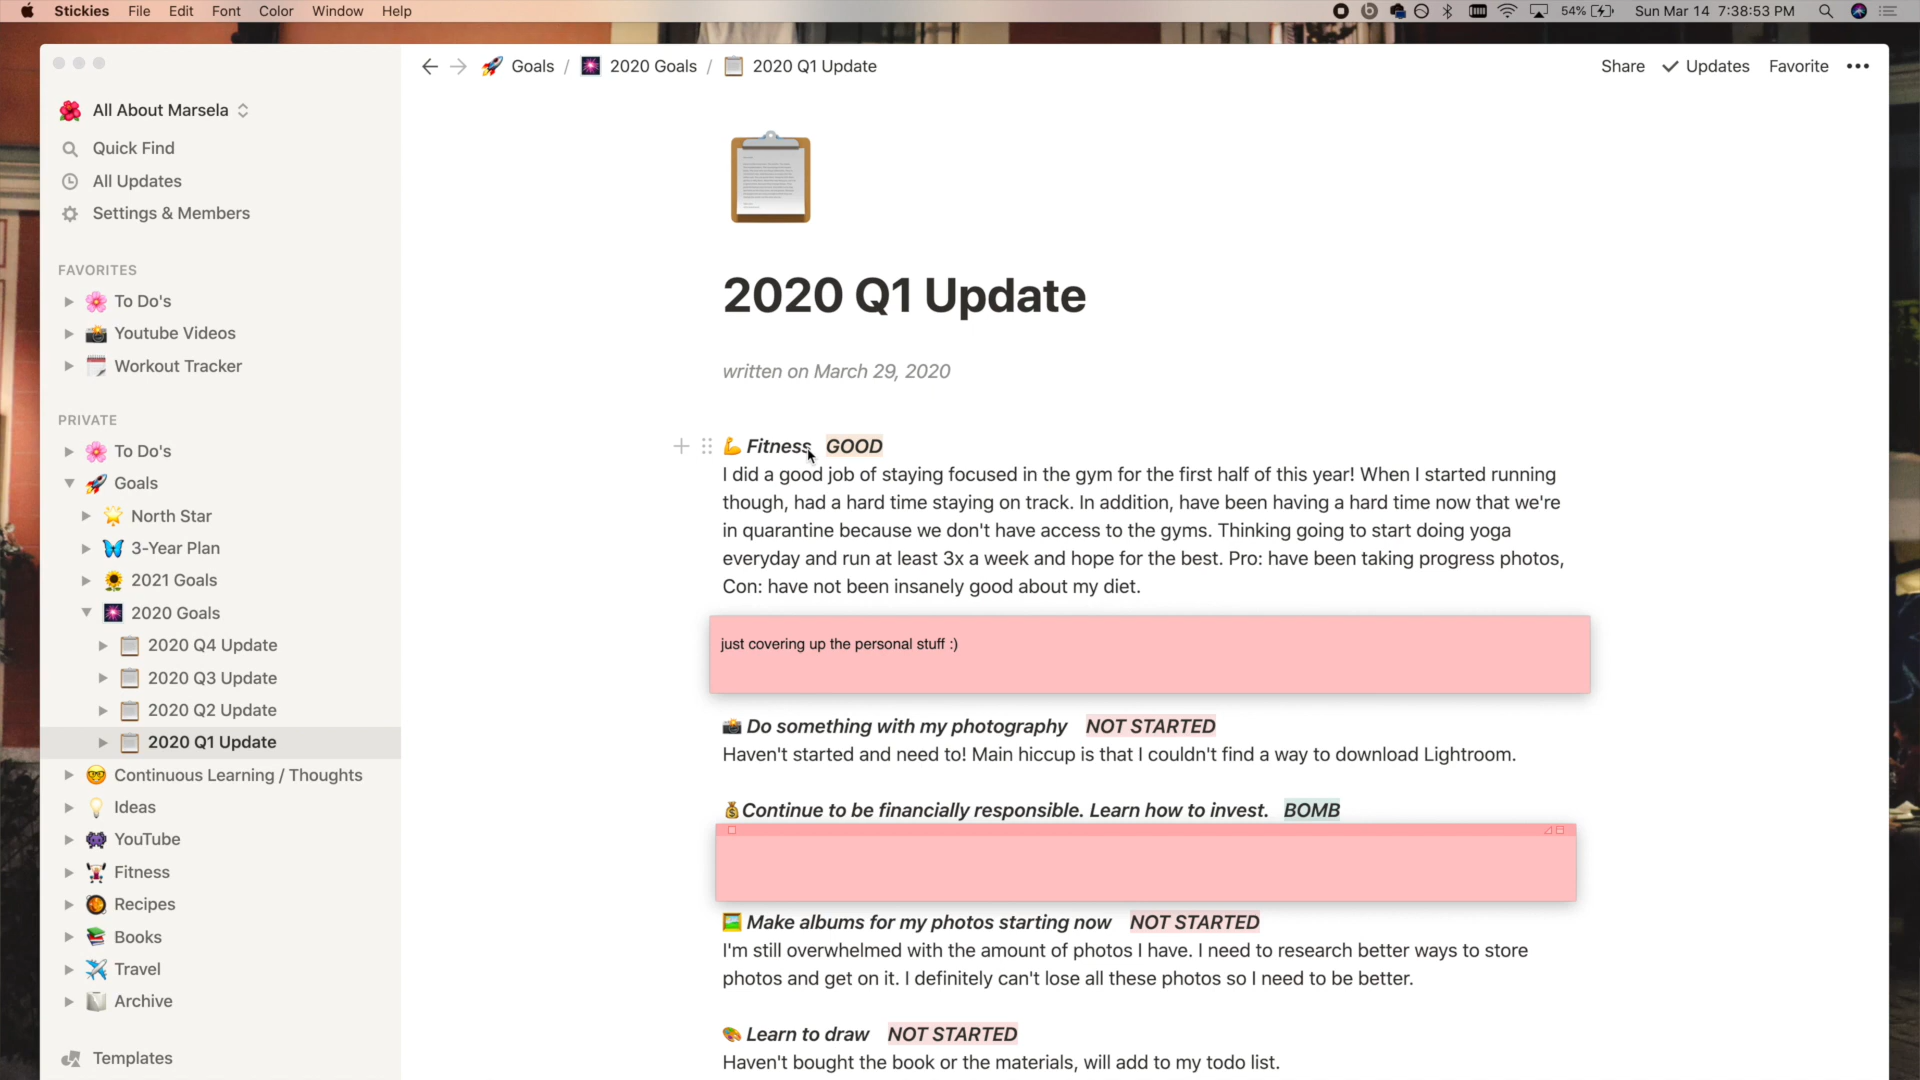 Stickies File Edit Font Color Window Help
54% Sun Mar 14 7:38:53 PM
Goals / 2020 Goals / 2020 Q1 Update
Share Updates Favorite
All About Marsela
Quick Find
All Updates
Settings & Members
FAVORITES
To Do's
Youtube Videos
Workout Tracker
PRIVATE
To Do's
Goals
North Star
3-Year Plan
2021 Goals
2020 Goals
2020 Q4 Update
2020 Q3 Update
2020 Q2 Update
2020 Q1 Update
Continuous Learning / Thoughts
Ideas
YouTube
Fitness
Recipes
Books
Travel
Archive
Templates
2020 Q1 Update
written on March 29, 2020
Fitness GOOD
I did a good job of staying focused in the gym for the first half of this year! When I started running
though, had a hard time staying on track. In addition, have been having a hard time now that we're
in quarantine because we don't have access to the gyms. Thinking going to start doing yoga
everyday and run at least 3x a week and hope for the best. Pro: have been taking progress photos,
Con: have not been insanely good about my diet.
just covering up the personal stuff :)
Do something with my photography NOT STARTED
Haven't started and need to! Main hiccup is that I couldn't find a way to download Lightroom.
Continue to be financially responsible. Learn how to invest. BOMB
Make albums for my photos starting now NOT STARTED
I'm still overwhelmed with the amount of photos I have. I need to research better ways to store
photos and get on it. I definitely can't lose all these photos so I need to be better.
Learn to draw NOT STARTED
Haven't bought the book or the materials, will add to my todo list.